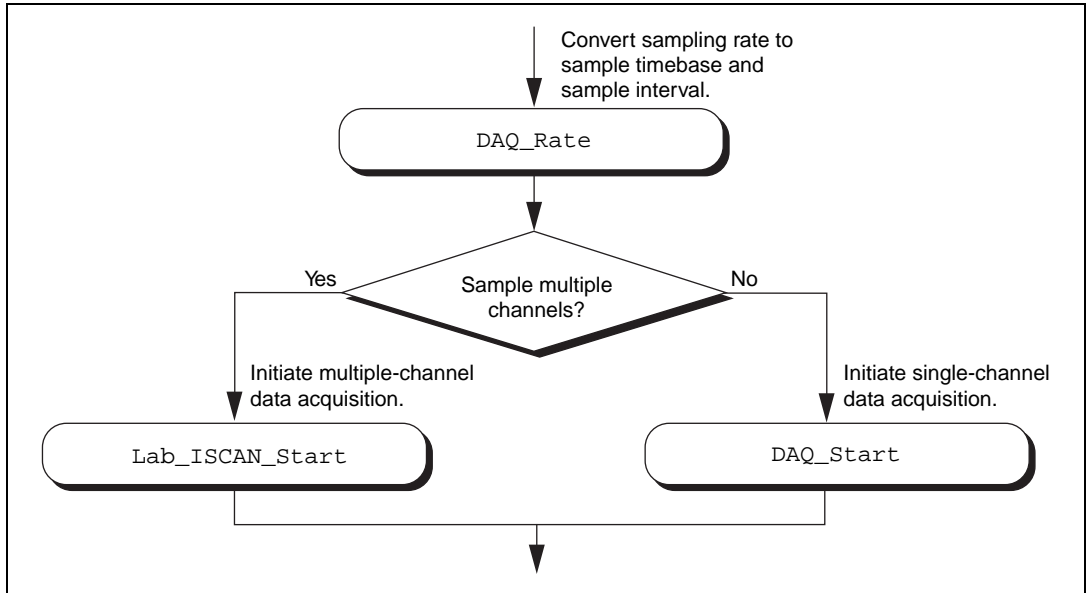 Convert sampling rate to
sample timebase and
sample interval.
DAQ_Rate
Yes
Sample multiple
channels?
No
Initiate multiple-channel
data acquisition.
Initiate single-channel
data acquisition.
Lab_ISCAN_Start
DAQ_Start